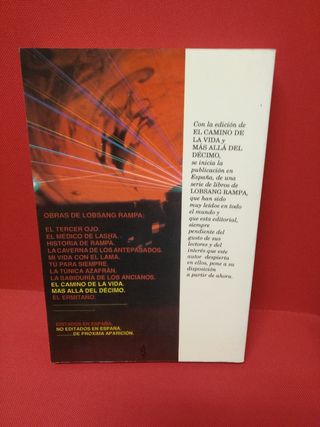 OBRAS DE LOBSANG RAMPA:
EL TERCER OJO.
EL MEDICO DE LASHA.
HISTORIA DE RAMPA.
LA CAVERNA DE LOS ANTEPASADOS.
MI VIDA CON EL LAMA.
TU PARA SIEMPRE.
LA TÚNICA AZAFRÁN.
LA SABIDURÍA DE LOS ANCIANOS.
EL CAMINO DE LA VIDA.
MAS ALLA DEL DÉCIMO.
EL ERMITAÑO.
EDITADOS EN ESPAÑA.
NO EDITADOS EN ESPAÑA.
........DE PROXIMA APARICIÓN.
Con la edición de
EL CAMINO DE
LA VIDA y
MÁS ALLÁ DEL
DÉCIMO,
se inicia la
publicación en
España, de una
serie de libros de
LOBSANG RAMPA,
que han sido
muy leídos en todo
el mundo y
que esta editorial,
siempre
pendiente del
gusto de sus
lectores y del
interés que este
autor despierta
en ellos, pone a su
disposición
a partir de ahora.